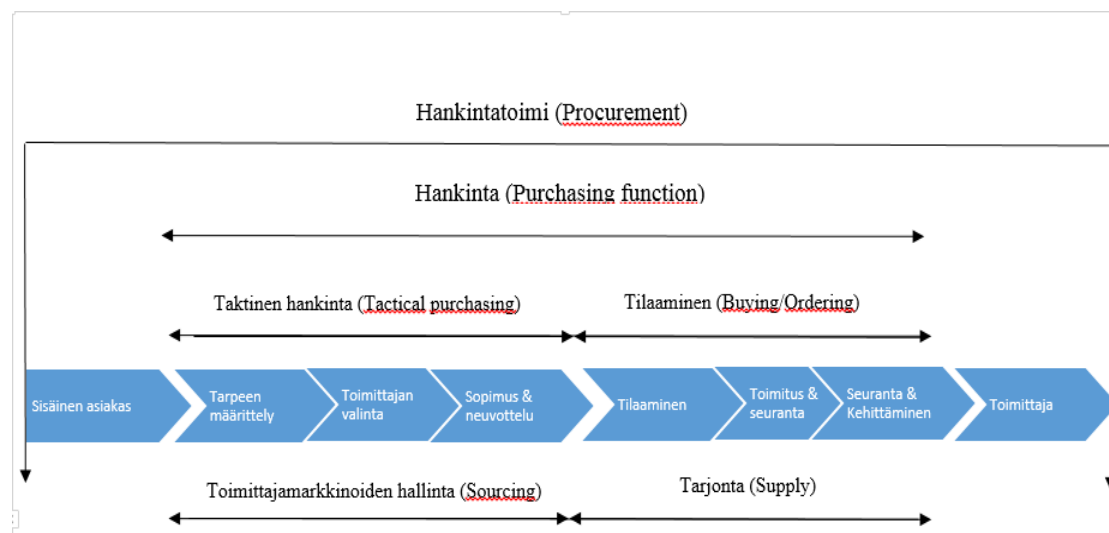 Hankintatoimi (Procurement)
Hankinta (Purchasing function)
Taktinen hankinta (Tactical purchasing)
Tilaaminen (Buying/Ordering)
Sisäinen asiakas
Tarpeen
määrittely
Toimittajan
valinta
Sopimus &
neuvottelu
Tilaaminen
Toimitus &
seuranta
Seuranta &
Kehittäminen
Toimittaja
Toimittajamarkkinoiden hallinta (Sourcing)
Tarjonta (Supply)